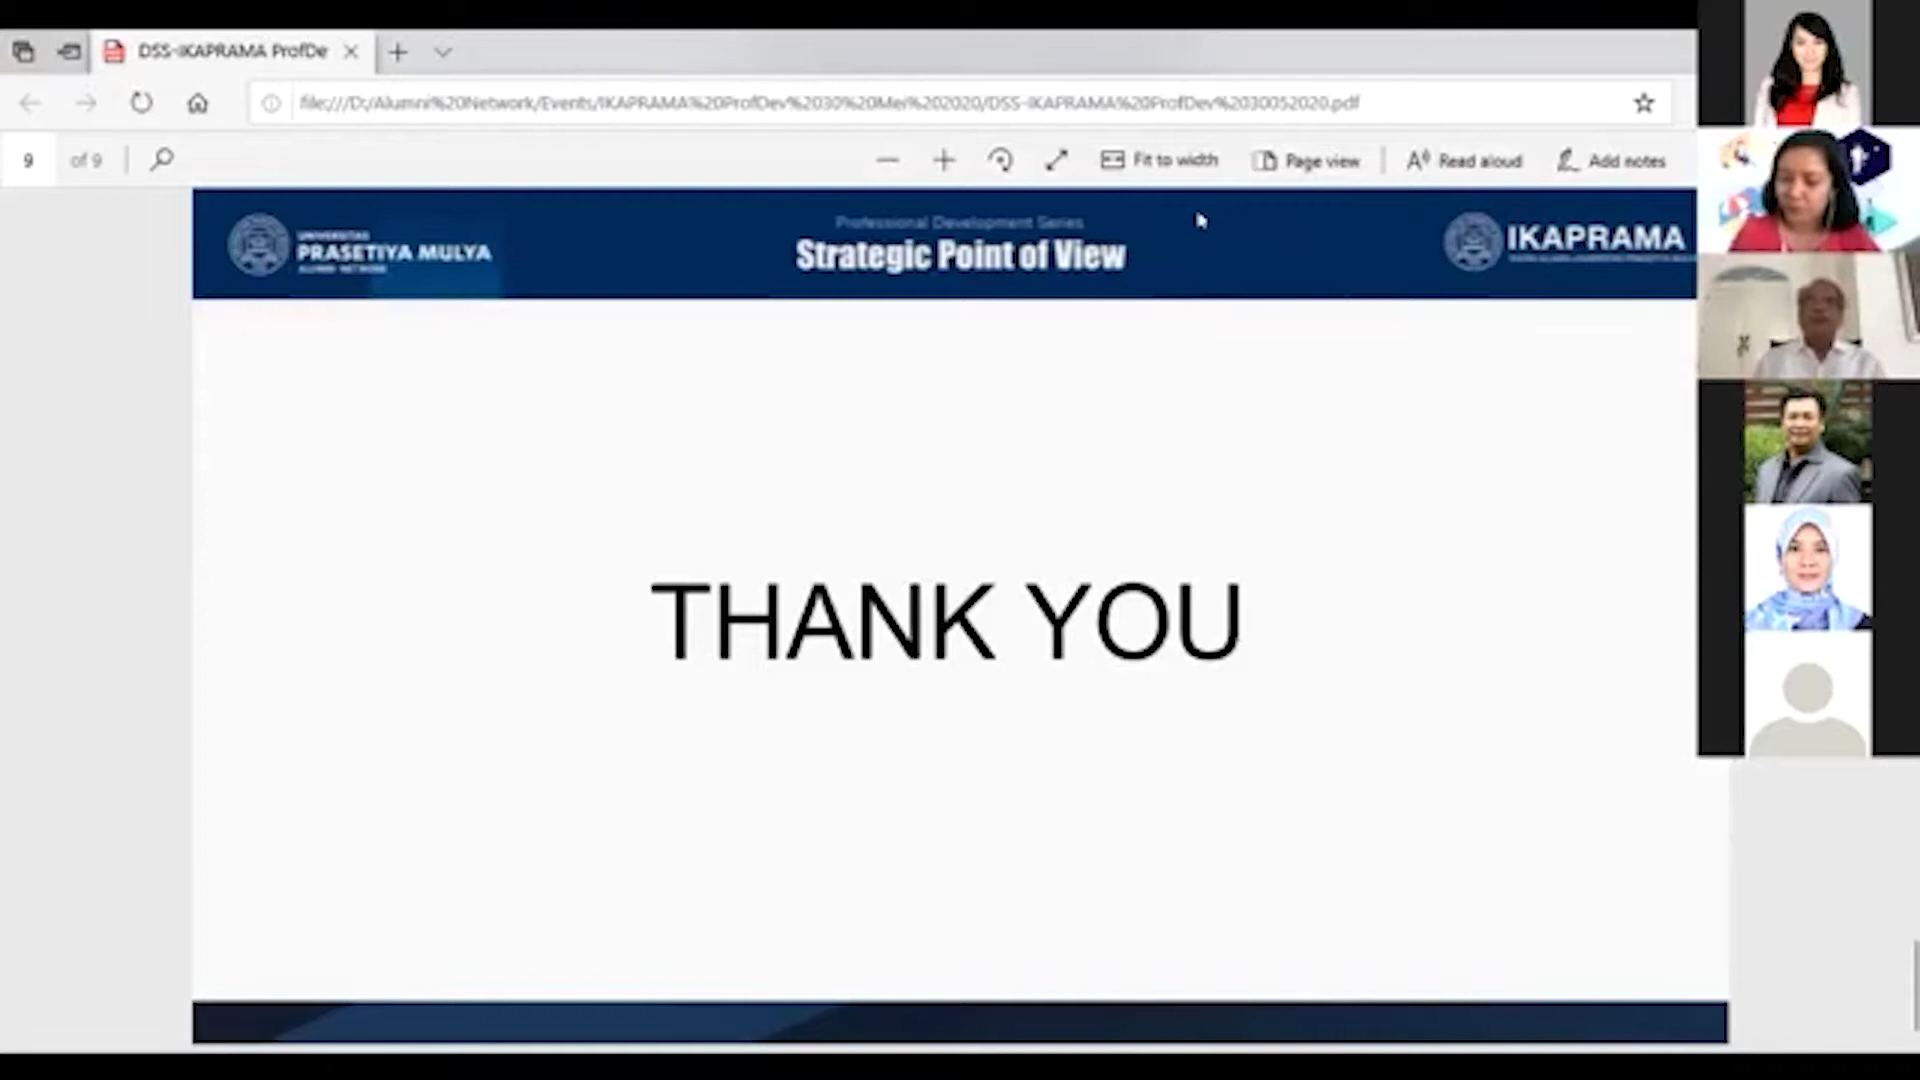 DSS-IKAPRAMA ProfDe
file:///D:/Alumni%20Network/Events/IKAPRAMA%20ProfDev%2030%20Mei%202020/DSS-IKAPRAMA%20ProfDev%2030052020.pdf
9 of 9
Fit to width
Page view
Read aloud
Add notes
UNIVERSITAS
PRASETIYA MULYA
ALUMNI NETWORK
Professional Development Series
Strategic Point of View
IKAPRAMA
THANK YOU